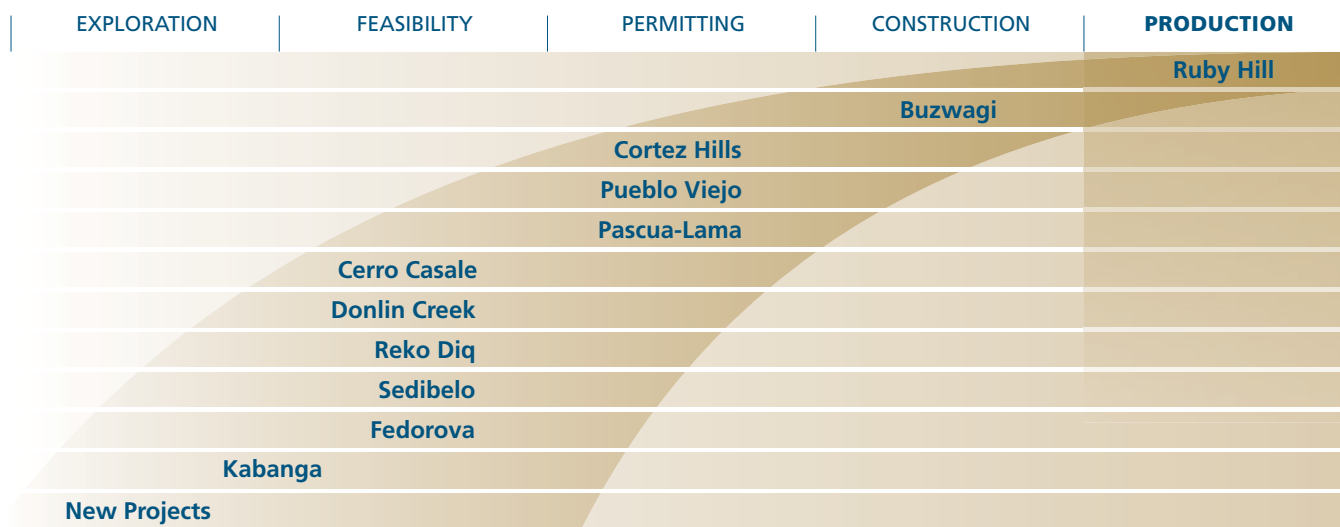 EXPLORATION FEASIBILITY PERMITTING CONSTRUCTION PRODUCTION
Ruby Hill
Buzwagi
Cortez Hills
Pueblo Viejo
Pascua-Lama
Cerro Casale
Donlin Creek
Reko Diq
Sedibelo
Fedorova
Kabanga
New Projects